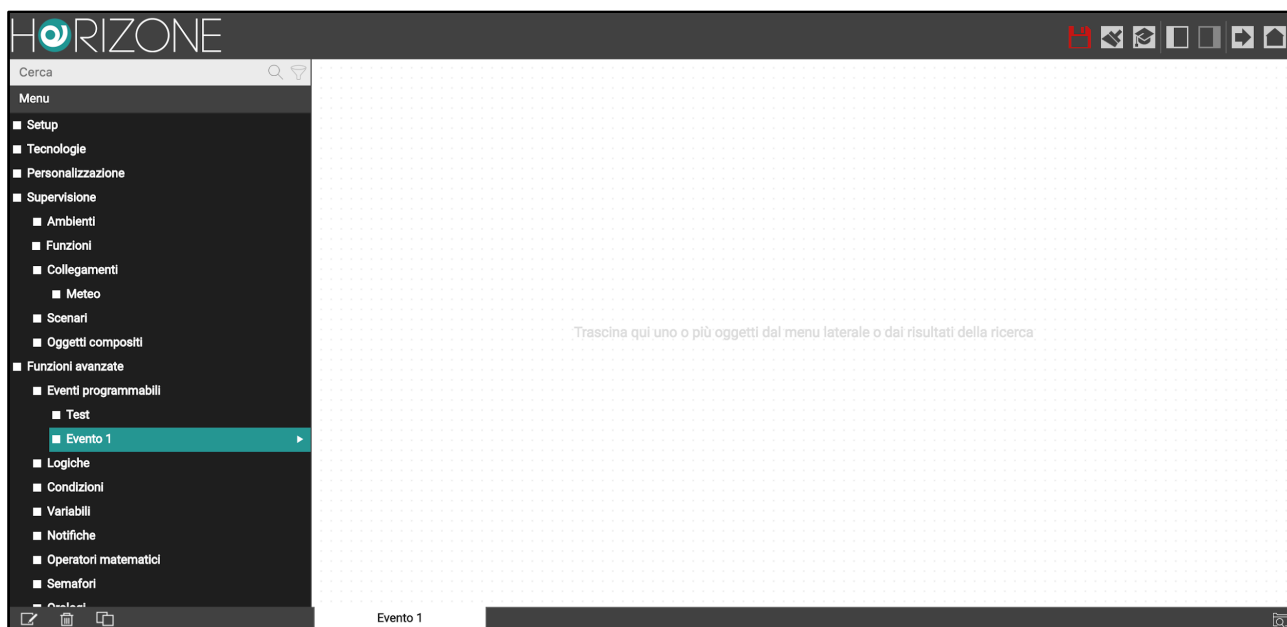 HORIZONE
Cerca
Menu
Setup
Tecnologie
Personalizzazione
Supervisione
Ambienti
Funzioni
Collegamenti
Meteo
Scenari
Oggetti compositi
Funzioni avanzate
Eventi programmabili
Test
Evento 1
Logiche
Condizioni
Variabili
Notifiche
Operatori matematici
Semafori
Orologi
Trascina qui uno o più oggetti dal menu laterale o dai risultati della ricerca
Evento 1